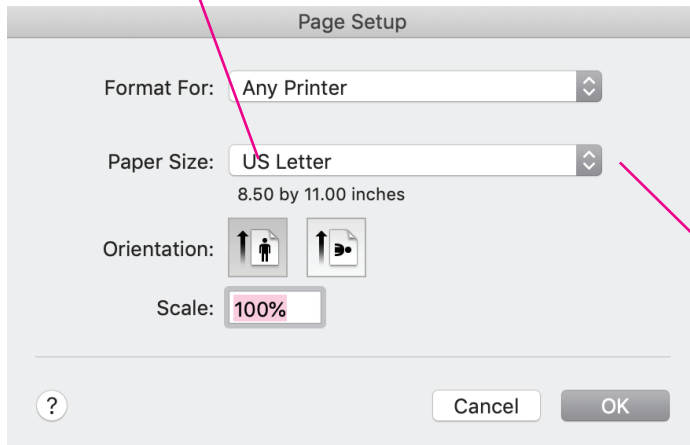 Page Setup
Format For: Any Printer
Paper Size: US Letter
8.50 by 11.00 inches
Orientation:
Scale: 100%
? Cancel OK